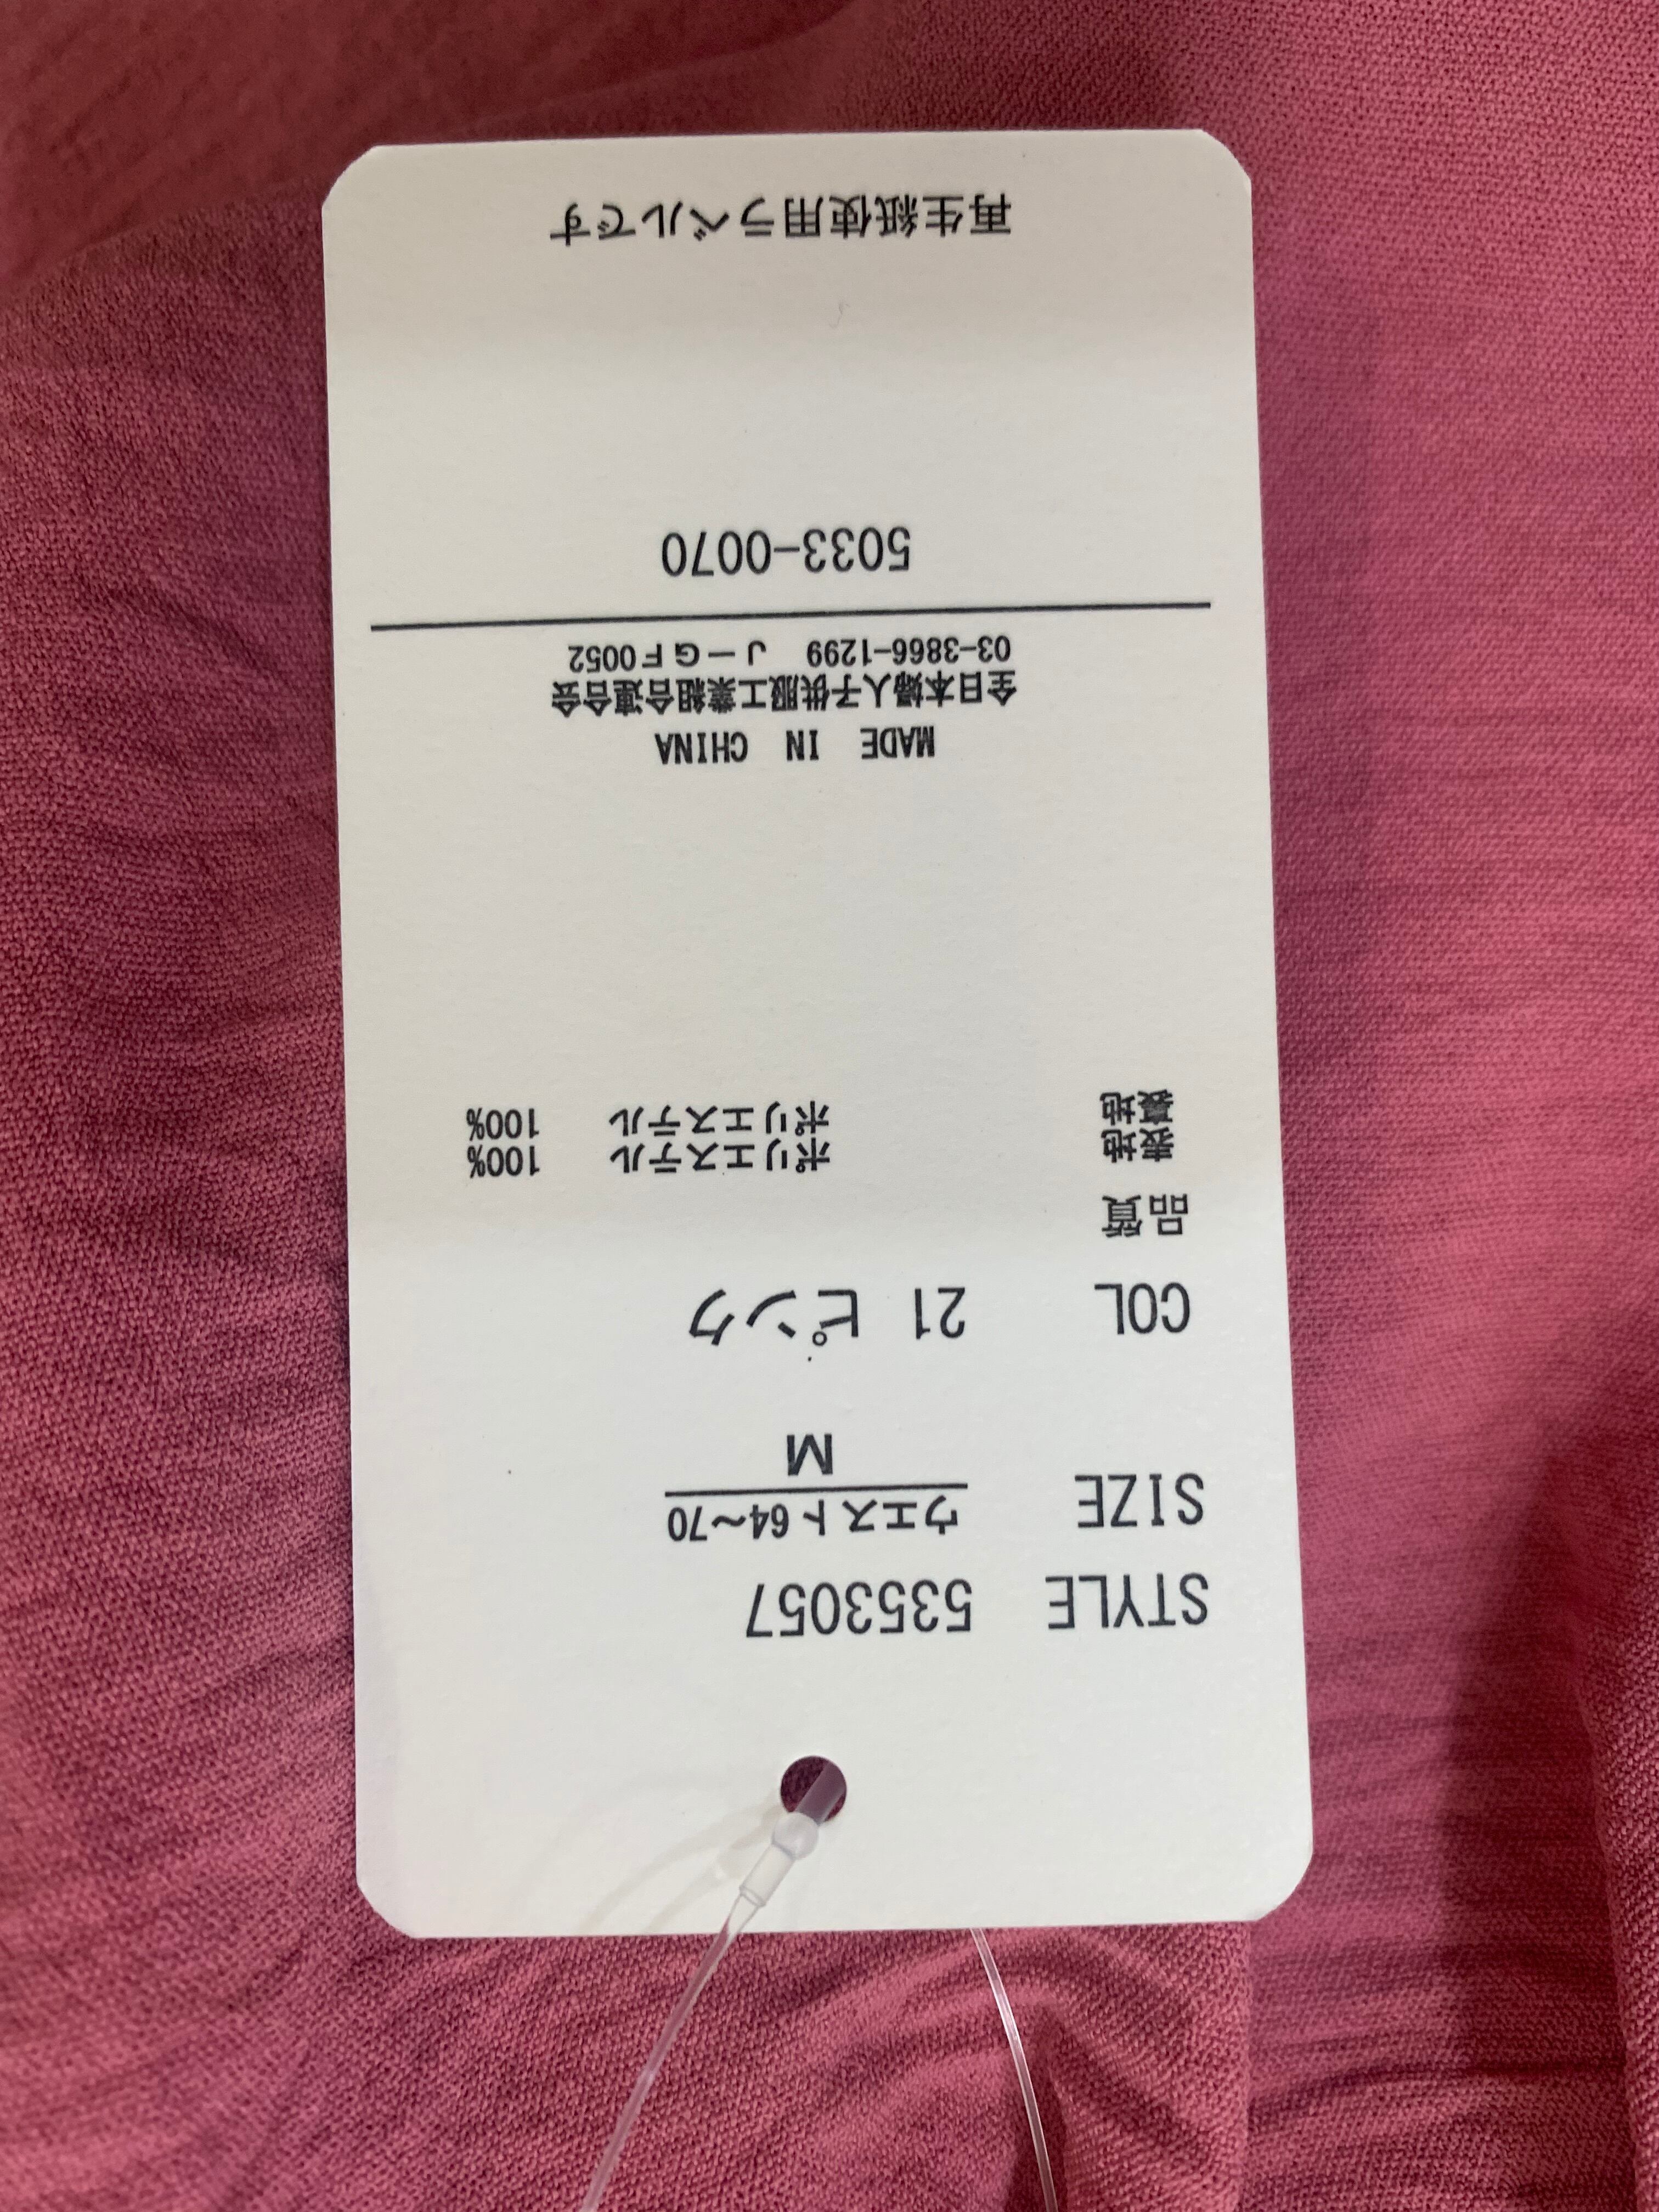 STYLE 5353057
SIZE ウエスト64〜70
M
COL 21 ピンク
品質
表地 ポリエステル 100%
裏地 ポリエステル 100%
MADE IN CHINA
全日本婦人子供服工業組合連合会
03-3866-1299 J-GF0052
5033-0070
再生紙使用ラベルです